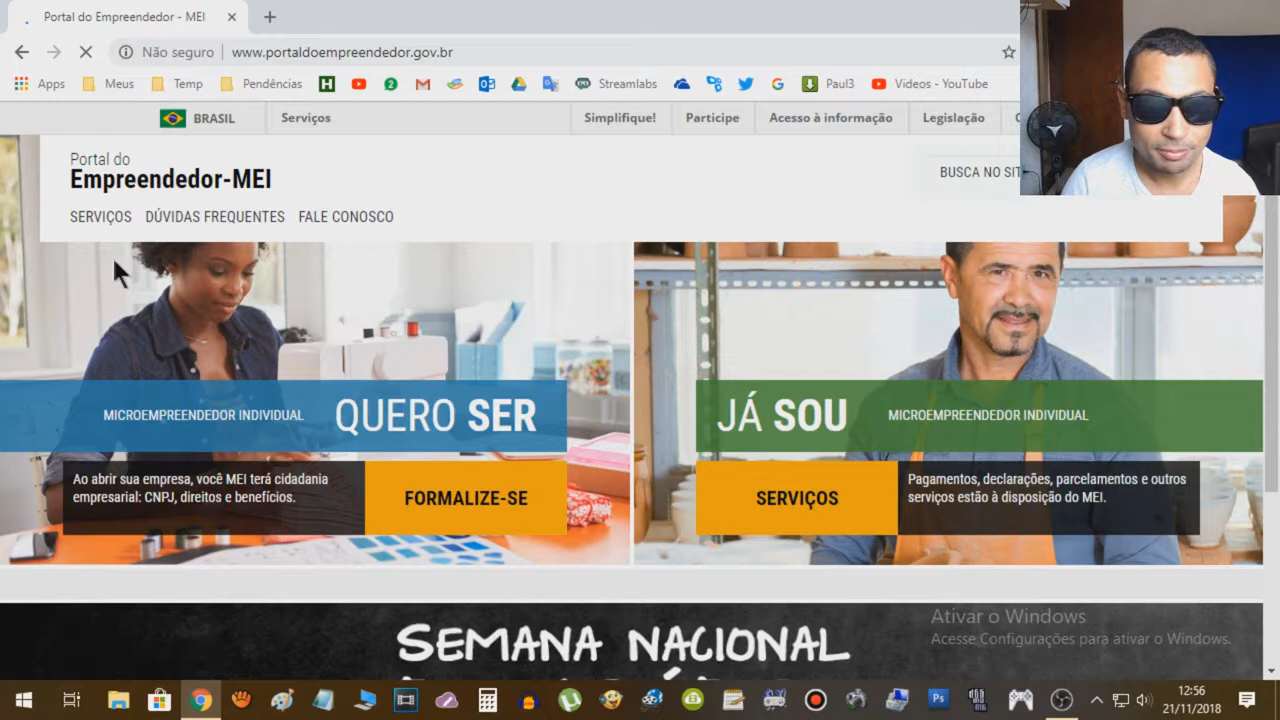 Portal do Empreendedor - MEI
Não seguro
www.portaldoempreendedor.gov.br
Apps
Meus
Temp
Pendências
Streamlabs
Paul3
Videos - YouTube
BRASIL
Serviços
Simplifique!
Participe
Acesso à informação
Legislação
Portal do
Empreendedor-MEI
BUSCA NO
SERVIÇOS
DÚVIDAS FREQUENTES
FALE CONOSCO
MICROEMPREENDEDOR INDIVIDUAL
QUERO SER
JÁ SOU
MICROEMPREENDEDOR INDIVIDUAL
Ao abrir sua empresa, você MEI terá cidadania
empresarial: CNPJ, direitos e benefícios.
FORMALIZE-SE
SERVIÇOS
Pagamentos, declarações, parcelamentos e outros
serviços estão à disposição do MEI.
SEMANA NACIONAL
Ativar o Windows
Acesse Configurações para ativar o Windows.
12:56
21/11/2018